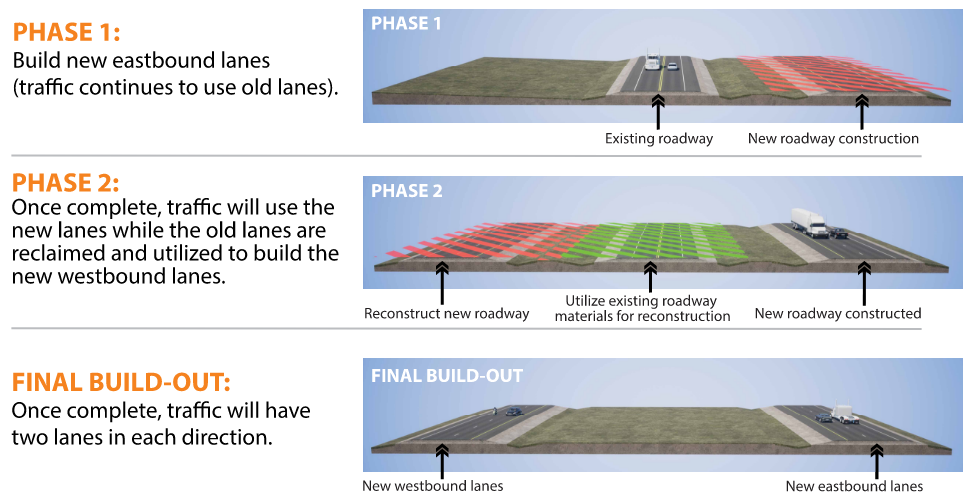 PHASE 1:
Build new eastbound lanes
(traffic continues to use old lanes).
PHASE 1
Existing roadway
New roadway construction
PHASE 2:
Once complete, traffic will use the
new lanes while the old lanes are
reclaimed and utilized to build the
new westbound lanes.
PHASE 2
Reconstruct new roadway
Utilize existing roadway
materials for reconstruction
New roadway constructed
FINAL BUILD-OUT:
Once complete, traffic will have
two lanes in each direction.
FINAL BUILD-OUT
New westbound lanes
New eastbound lanes